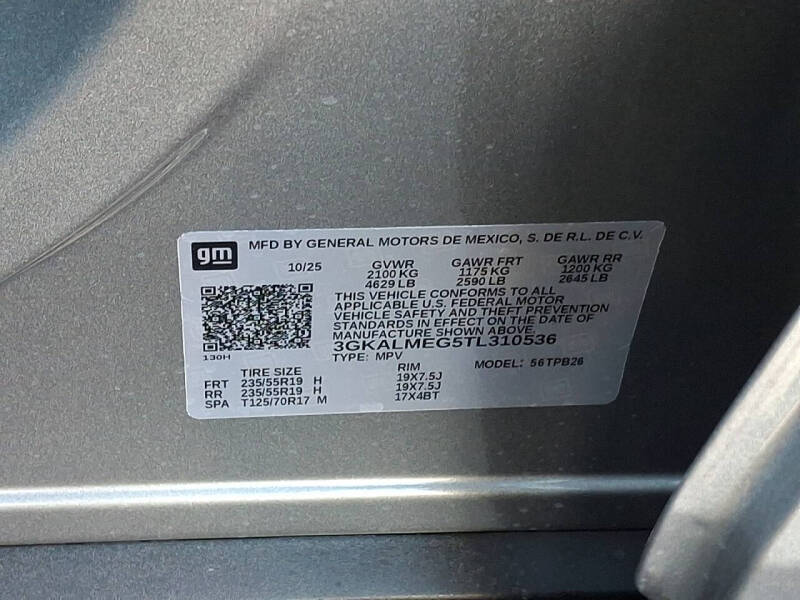 gm
MFD BY GENERAL MOTORS DE MEXICO, S. DE R.L. DE C.V.
10/25 GVWR GAWR FRT GAWR RR
2100 KG 1175 KG 1200 KG
4629 LB 2590 LB 2645 LB
THIS VEHICLE CONFORMS TO ALL
APPLICABLE U.S. FEDERAL MOTOR
VEHICLE SAFETY AND THEFT PREVENTION
STANDARDS IN EFFECT ON THE DATE OF
MANUFACTURE SHOWN ABOVE.
3GKALMEG5TL310536
130H
TYPE: MPV MODEL: 56TPB26
TIRE SIZE RIM
FRT 235/55R19 H 19X7.5J
RR 235/55R19 H 19X7.5J
SPA T125/70R17 M 17X4BT